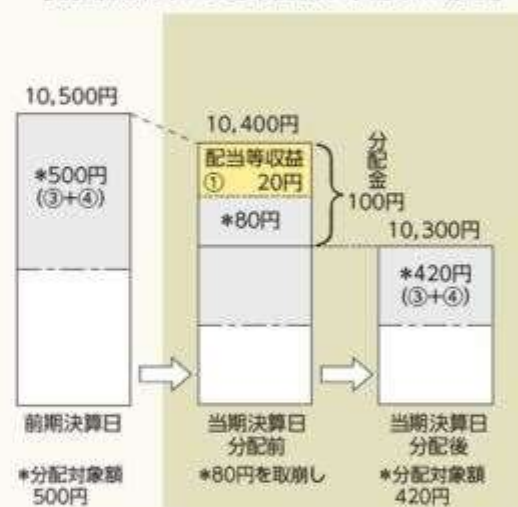 10,500円
*500円
(③+④)
前期決算日
*分配対象額
500円
10,400円
配当等収益
① 20円
*80円
分配金
100円
当期決算日
分配前
*80円を取崩し
10,300円
*420円
(③+④)
当期決算日
分配後
*分配対象額
420円